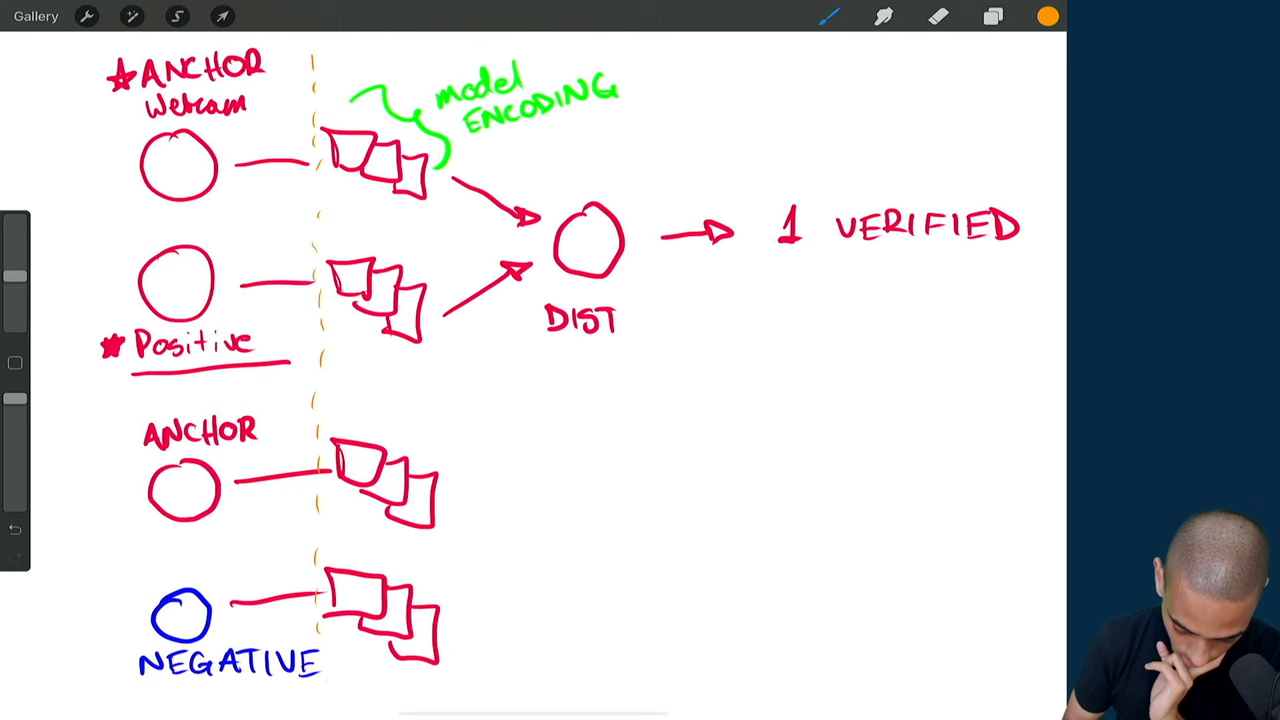 Gallery
ANCHOR
Webcam
model
ENCODING
1 VERIFIED
DIST
Positive
ANCHOR
NEGATIVE